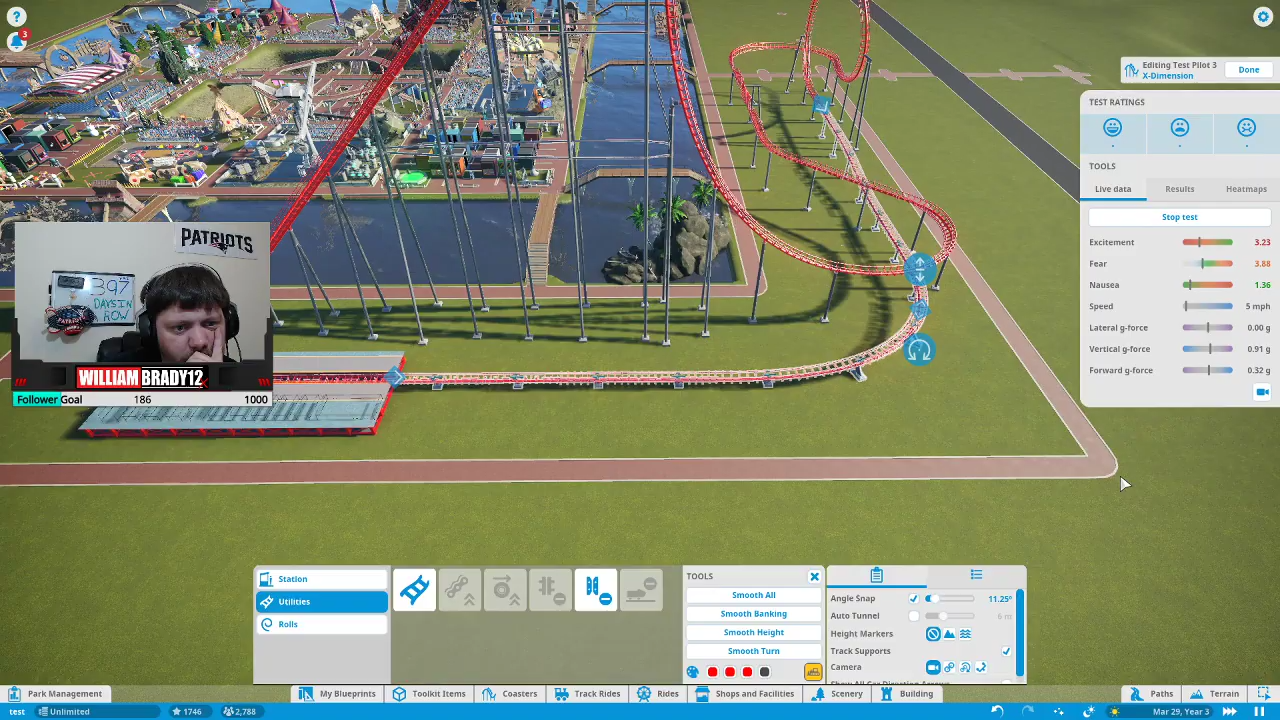 ?
3
Editing Test Pilot 3
X-Dimension
Done
TEST RATINGS
TOOLS
Live data
Results
Heatmaps
Stop test
Excitement
3.23
Fear
3.88
Nausea
1.36
Speed
5 mph
Lateral g-force
0.00 g
Vertical g-force
0.91 g
Forward g-force
0.32 g
PATRIOTS
397
DAYS IN
ROW
WILLIAM BRADY12
Follower Goal
186
1000
Station
Utilities
Rolls
TOOLS
Smooth All
Smooth Banking
Smooth Height
Smooth Turn
Angle Snap
11.25°
Auto Tunnel
6 m
Height Markers
Track Supports
Camera
Park Management
My Blueprints
Toolkit Items
Coasters
Track Rides
Rides
Shops and Facilities
Scenery
Building
Paths
Terrain
test
Unlimited
1746
2,788
Mar 29, Year 3